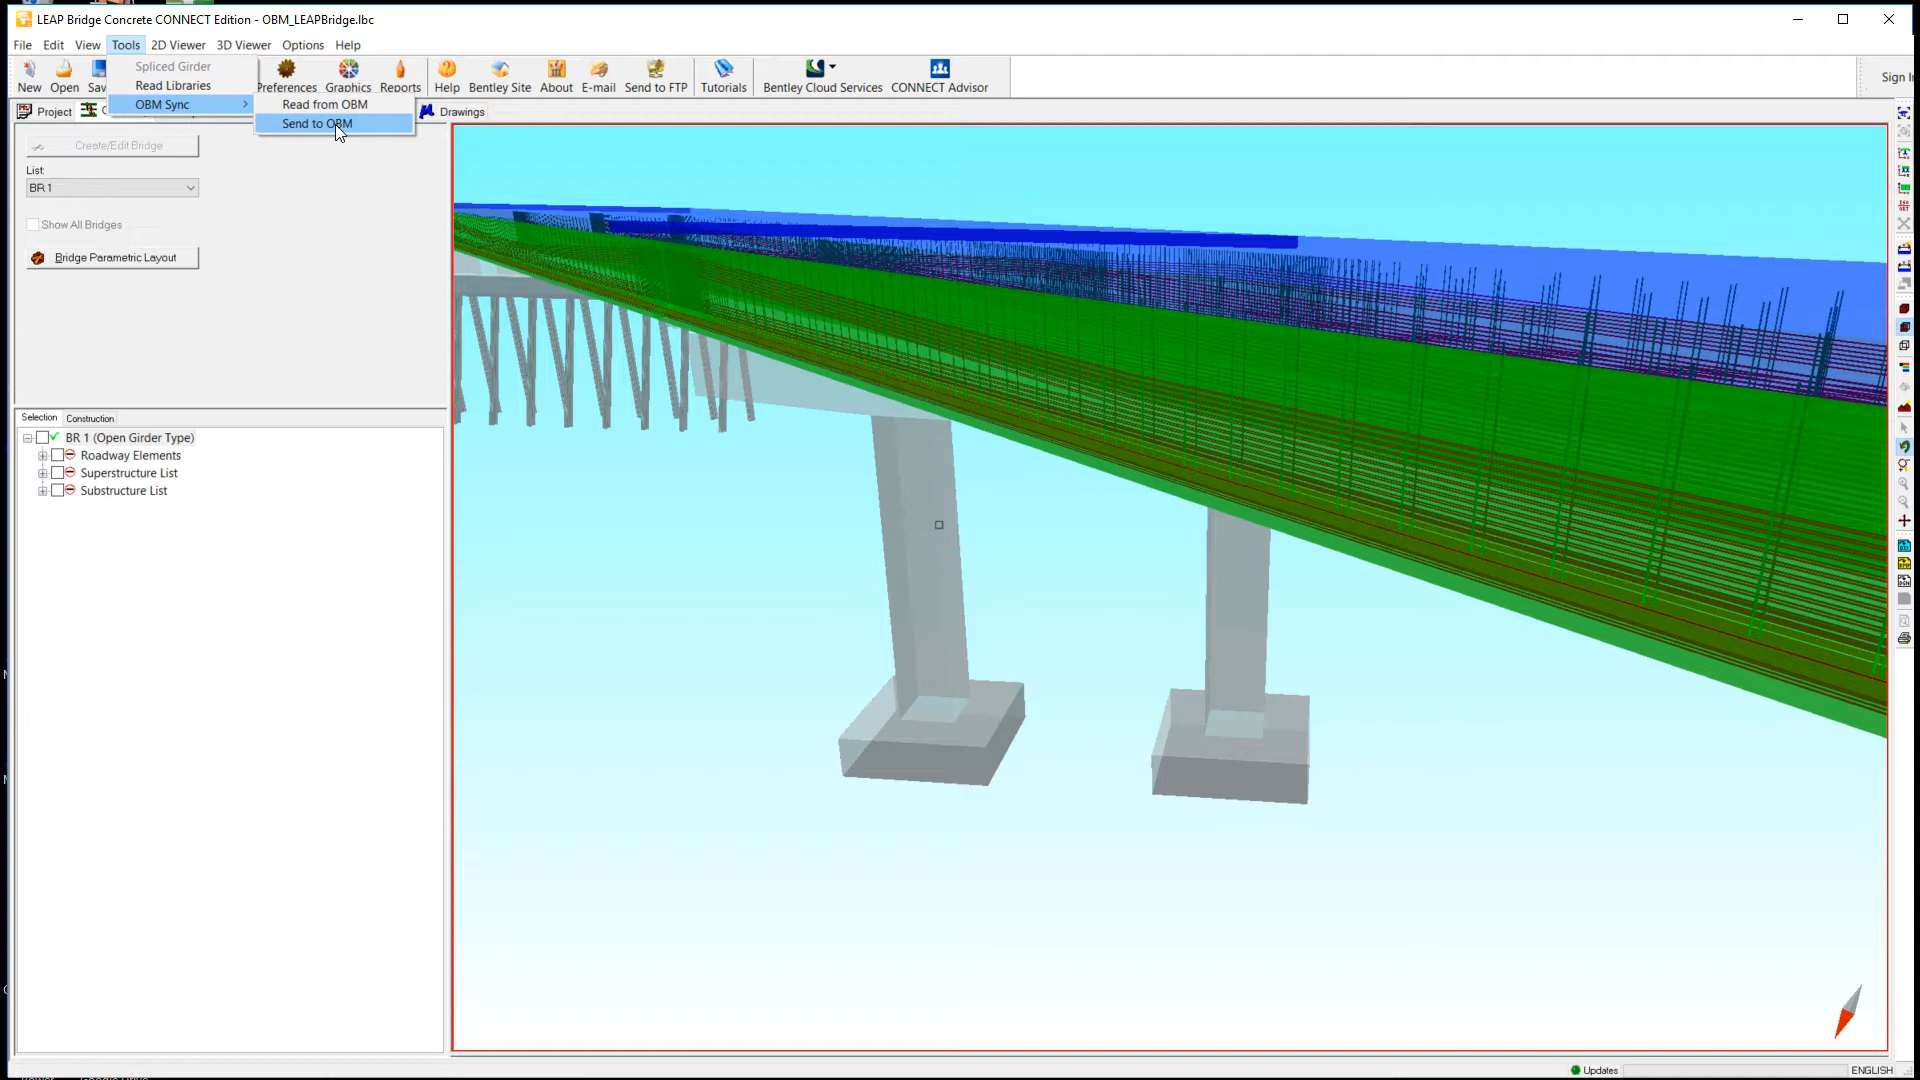 LEAP Bridge Concrete CONNECT Edition - OBM_LEAPBridge.lbc
File Edit View Tools 2D Viewer 3D Viewer Options Help
Spliced Girder
Read Libraries
OBM Sync
Read from OBM
Send to OBM
New Open Sav Preferences Graphics Reports Help Bentley Site About E-mail Send to FTP Tutorials Bentley Cloud Services CONNECT Advisor Sign In
Project Drawings
Create/Edit Bridge
List:
BR 1
Show All Bridges
Bridge Parametric Layout
Selection Construction
BR 1 (Open Girder Type)
Roadway Elements
Superstructure List
Substructure List
Updates ENGLISH